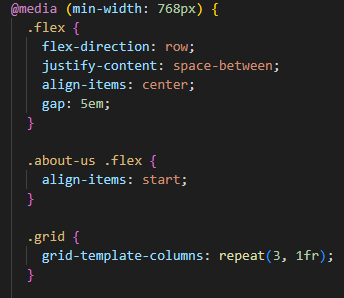 @media (min-width: 768px) {
  .flex {
    flex-direction: row;
    justify-content: space-between;
    align-items: center;
    gap: 5em;
  }

  .about-us .flex {
    align-items: start;
  }

  .grid {
    grid-template-columns: repeat(3, 1fr);
  }